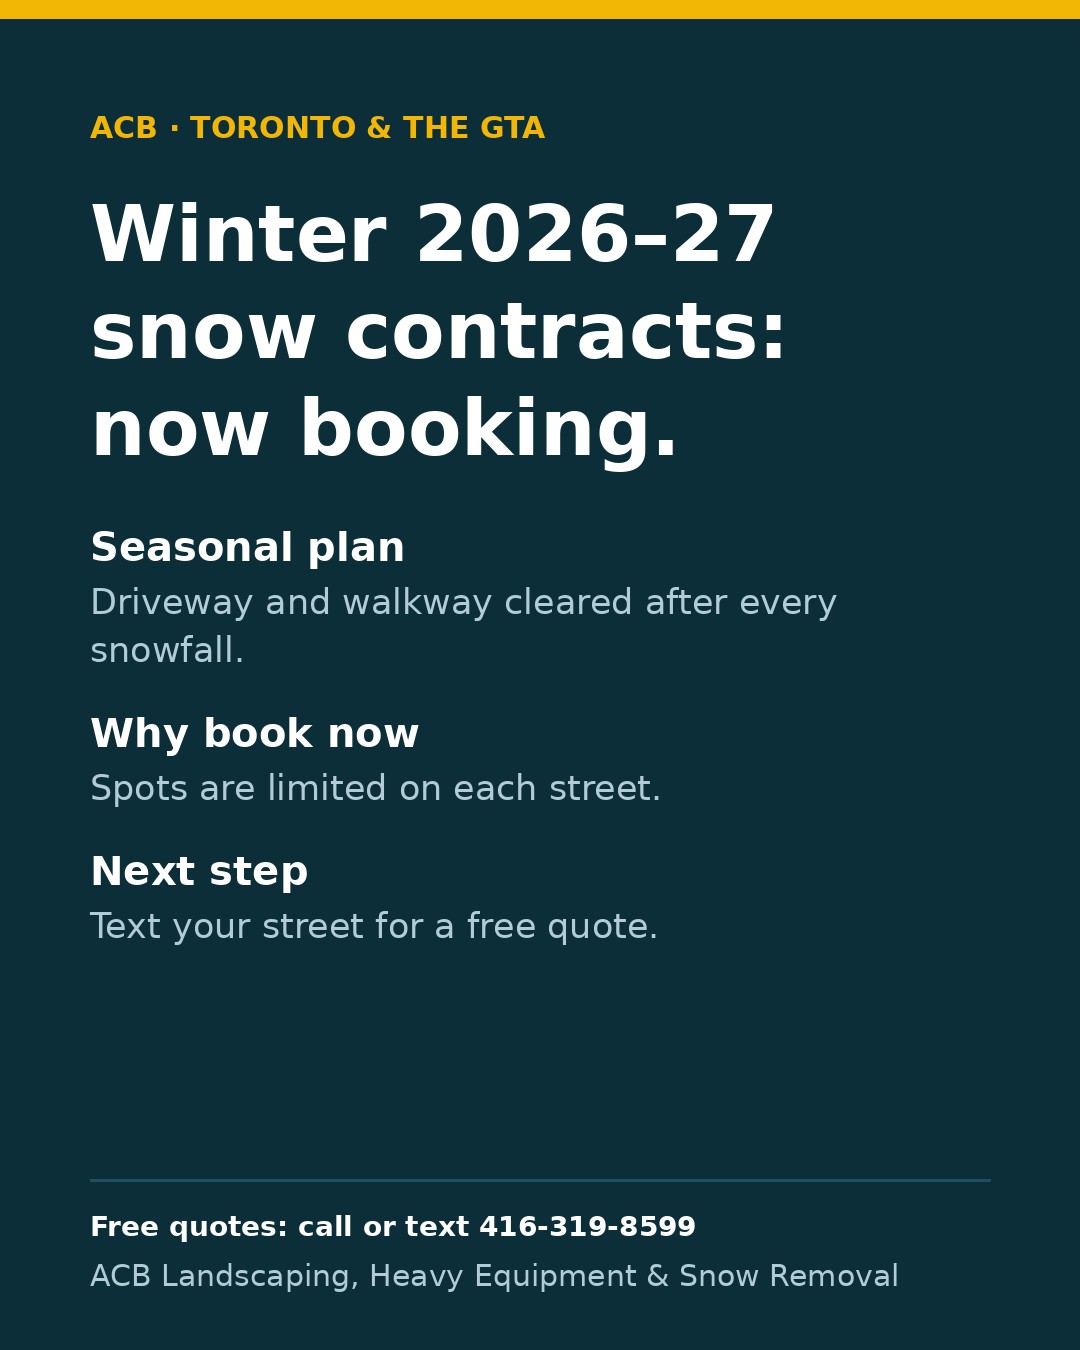 ACB · TORONTO & THE GTA
Winter 2026–27
snow contracts:
now booking.
Seasonal plan
Driveway and walkway cleared after every
snowfall.
Why book now
Spots are limited on each street.
Next step
Text your street for a free quote.
Free quotes: call or text 416-319-8599
ACB Landscaping, Heavy Equipment & Snow Removal